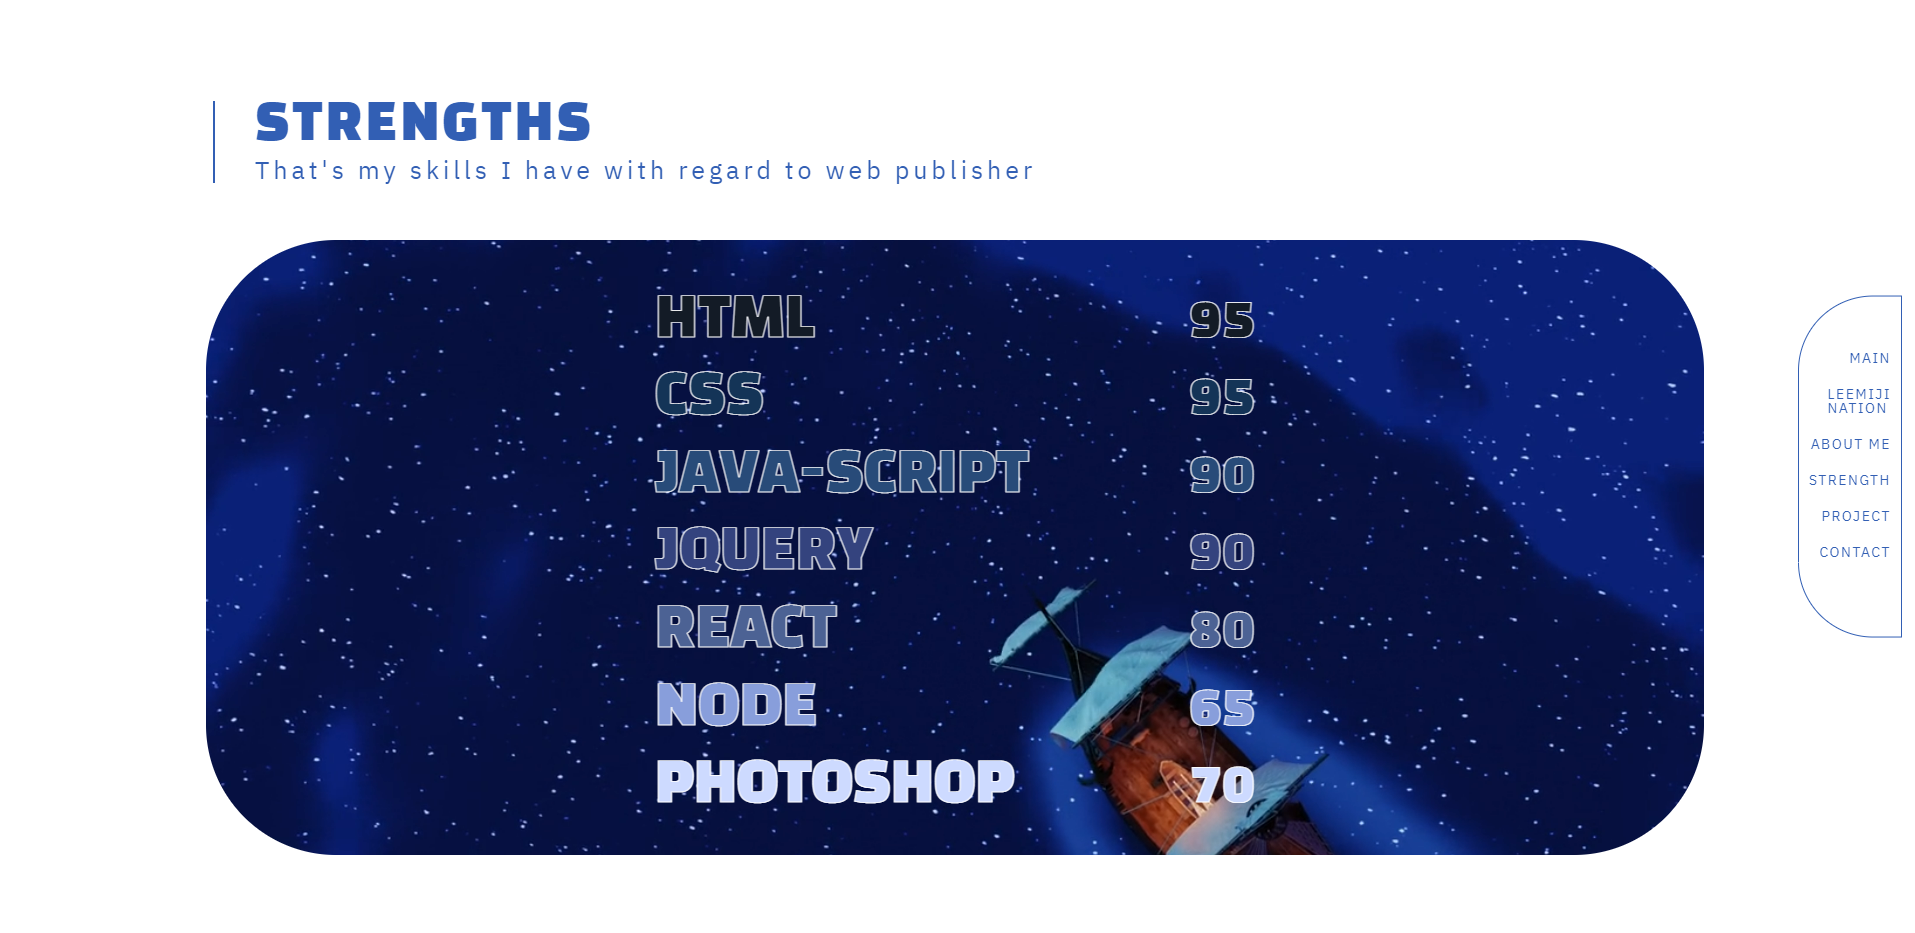 STRENGTHS
That's my skills I have with regard to web publisher
HTML 95
CSS 95
JAVA-SCRIPT 90
JQUERY 90
REACT 80
NODE 65
PHOTOSHOP 70
MAIN
LEEMIJI
NATION
ABOUT ME
STRENGTH
PROJECT
CONTACT